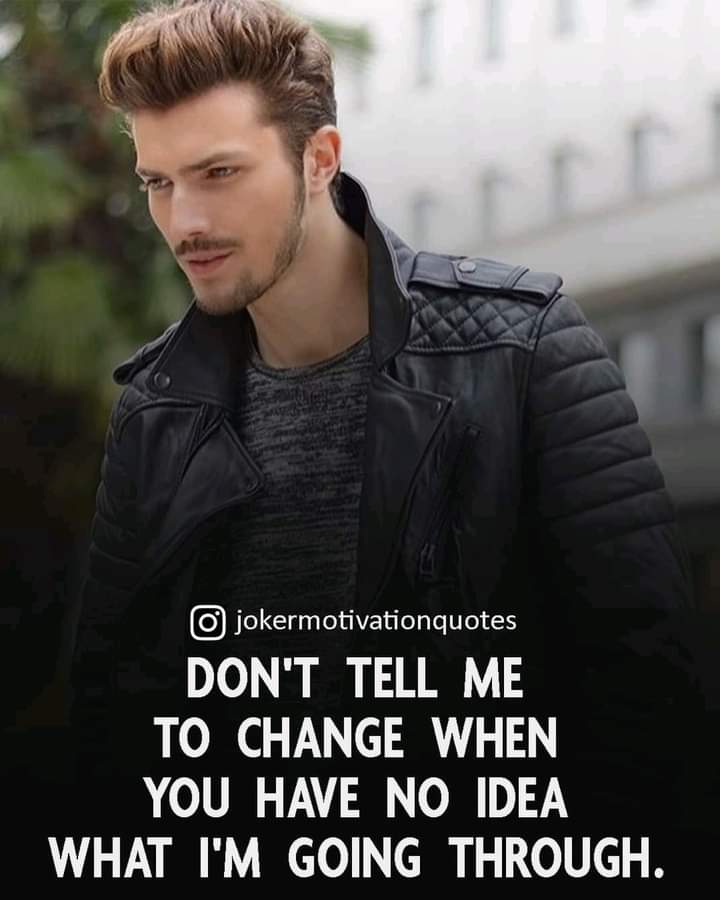 jokermotivationquotes
DON'T TELL ME
TO CHANGE WHEN
YOU HAVE NO IDEA
WHAT I'M GOING THROUGH.